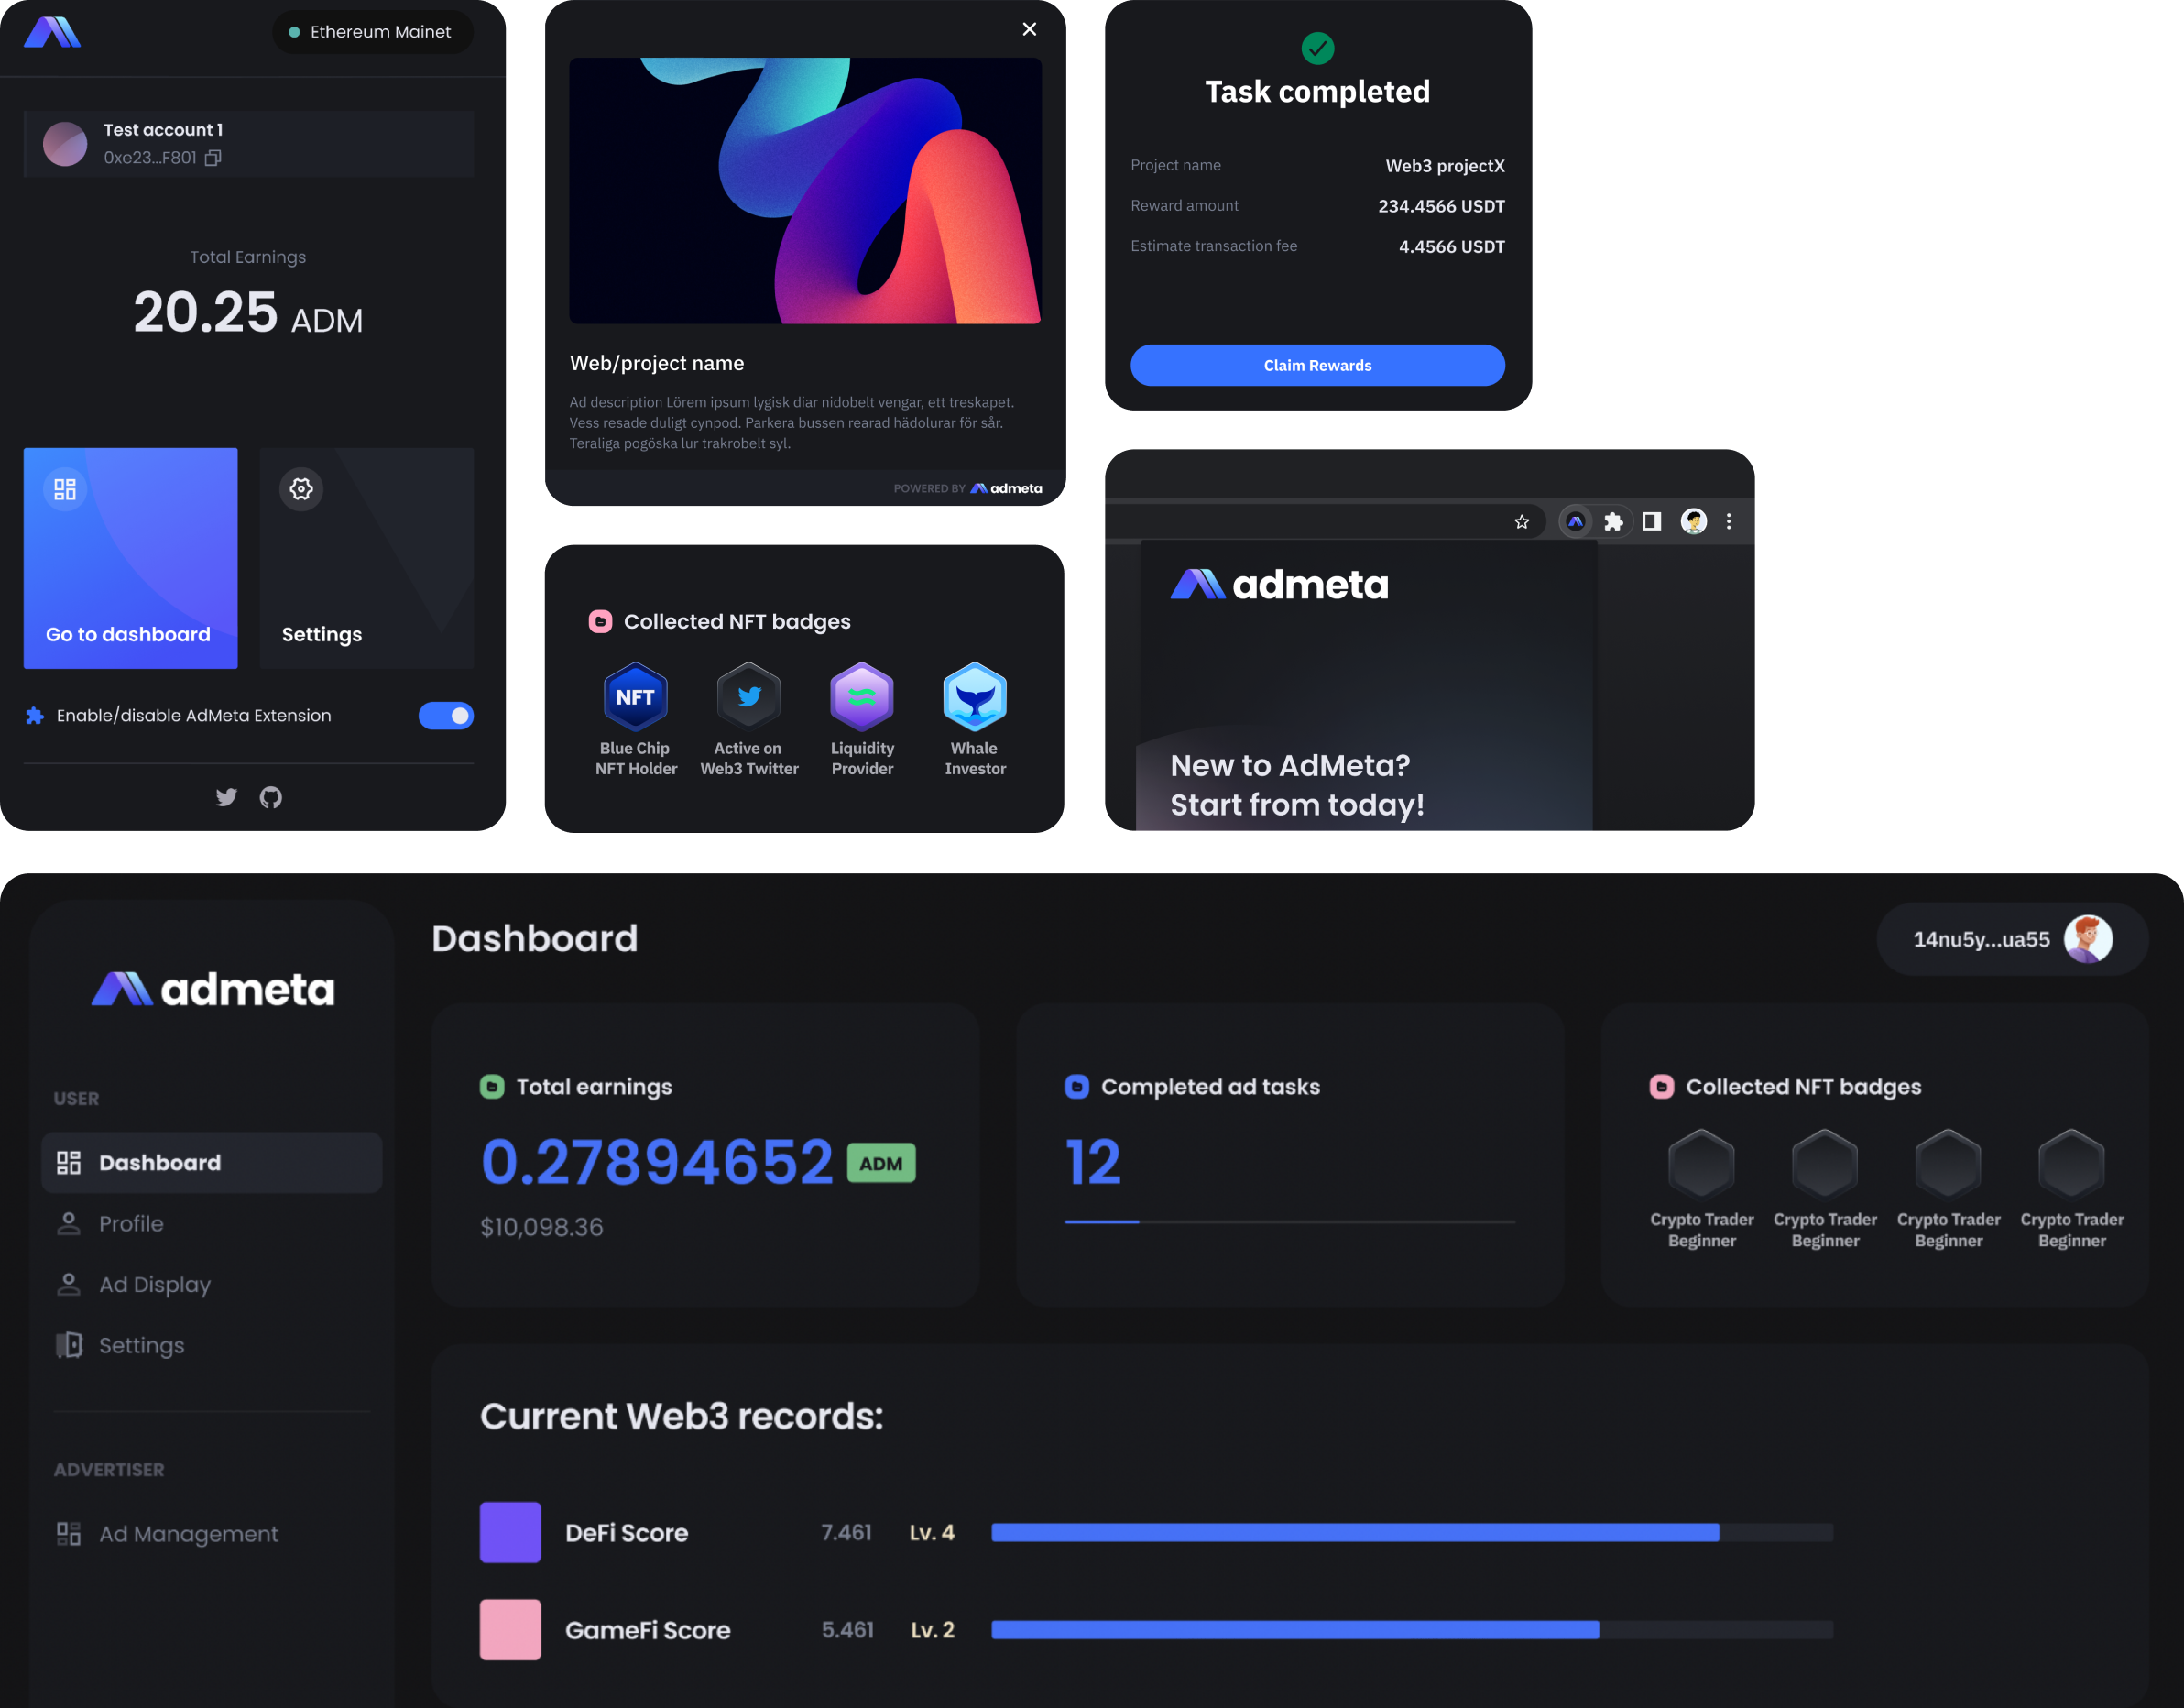 Ethereum Mainet
Test account 1
0xe23...F801
Total Earnings
20.25 ADM
Go to dashboard
Settings
Enable/disable AdMeta Extension
Web/project name
Ad description Lörem ipsum lygisk diar nidobelt vengar, ett treskapet.
Vess resade duligt cynpod. Parkera bussen rearad hädolurar för sår.
Teraliga pogöska lur trakrobelt syl.
POWERED BY admeta
Collected NFT badges
NFT
Blue Chip
NFT Holder
Active on
Web3 Twitter
Liquidity
Provider
Whale
Investor
Task completed
Project name Web3 projectX
Reward amount 234.4566 USDT
Estimate transaction fee 4.4566 USDT
Claim Rewards
admeta
New to AdMeta?
Start from today!
admeta
USER
Dashboard
Profile
Ad Display
Settings
ADVERTISER
Ad Management
Dashboard
14nu5y...ua55
Total earnings
0.27894652 ADM
$10,098.36
Completed ad tasks
12
Collected NFT badges
Crypto Trader
Beginner
Crypto Trader
Beginner
Crypto Trader
Beginner
Crypto Trader
Beginner
Current Web3 records:
DeFi Score 7.461 Lv. 4
GameFi Score 5.461 Lv. 2